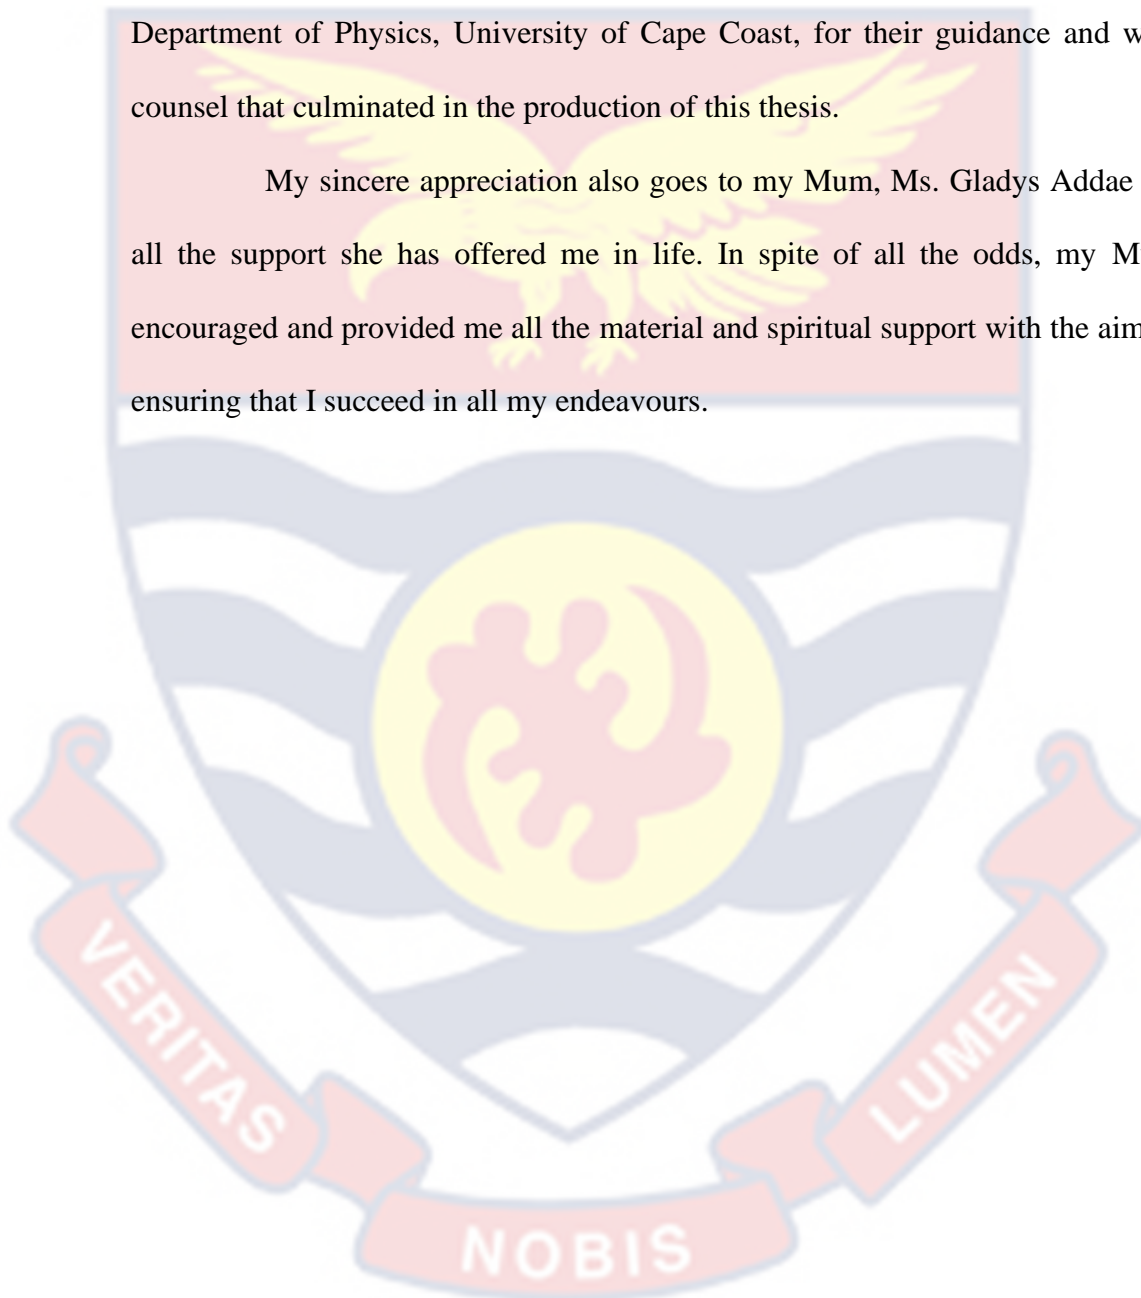 Department of Physics, University of Cape Coast, for their guidance and w
counsel that culminated in the production of this thesis.
My sincere appreciation also goes to my Mum, Ms. Gladys Addae
all the support she has offered me in life. In spite of all the odds, my M
encouraged and provided me all the material and spiritual support with the aim
ensuring that I succeed in all my endeavours.
VERITAS
NOBIS
LUMEN